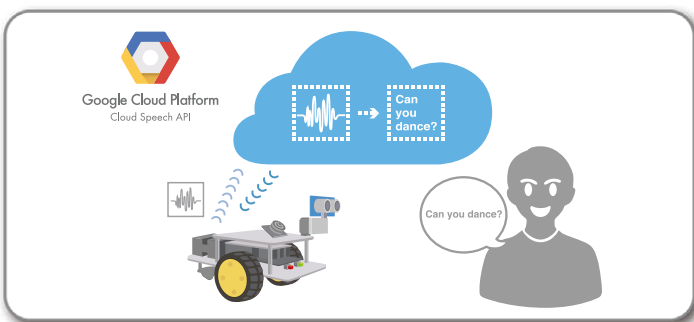 Google Cloud Platform
Cloud Speech API
Can
you
dance?
Can you dance?